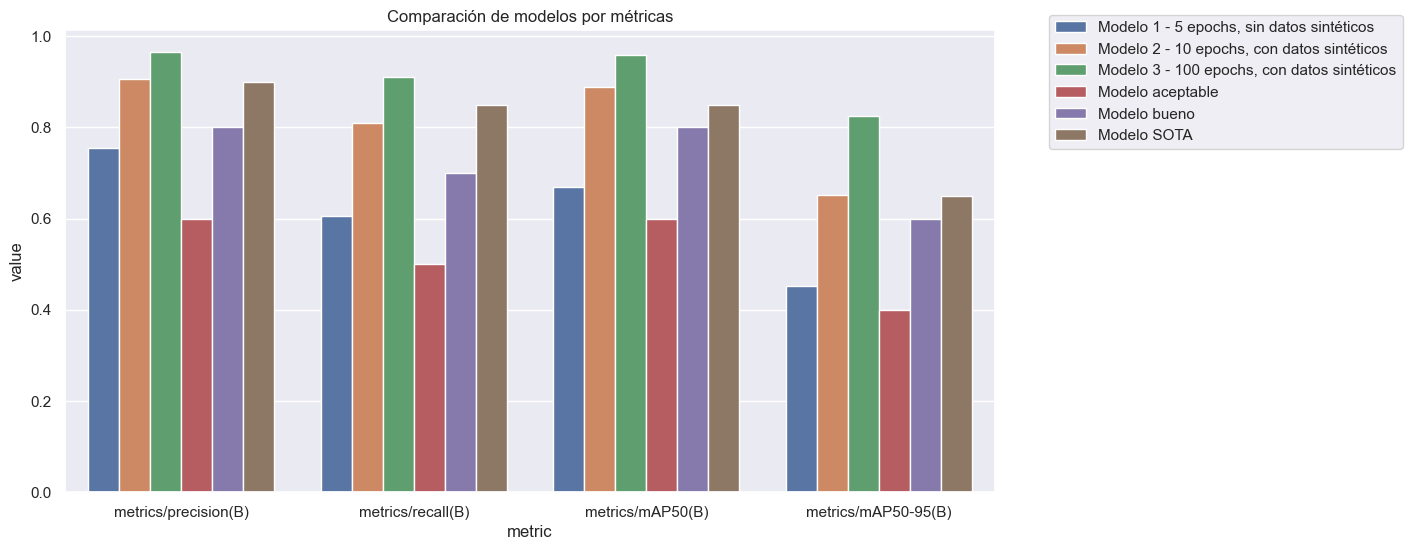 Comparación de modelos por métricas
Modelo 1 - 5 epochs, sin datos sintéticos
Modelo 2 - 10 epochs, con datos sintéticos
Modelo 3 - 100 epochs, con datos sintéticos
Modelo aceptable
Modelo bueno
Modelo SOTA
value
1.0
0.8
0.6
0.4
0.2
0.0
metrics/precision(B)
metrics/recall(B)
metrics/mAP50(B)
metrics/mAP50-95(B)
metric